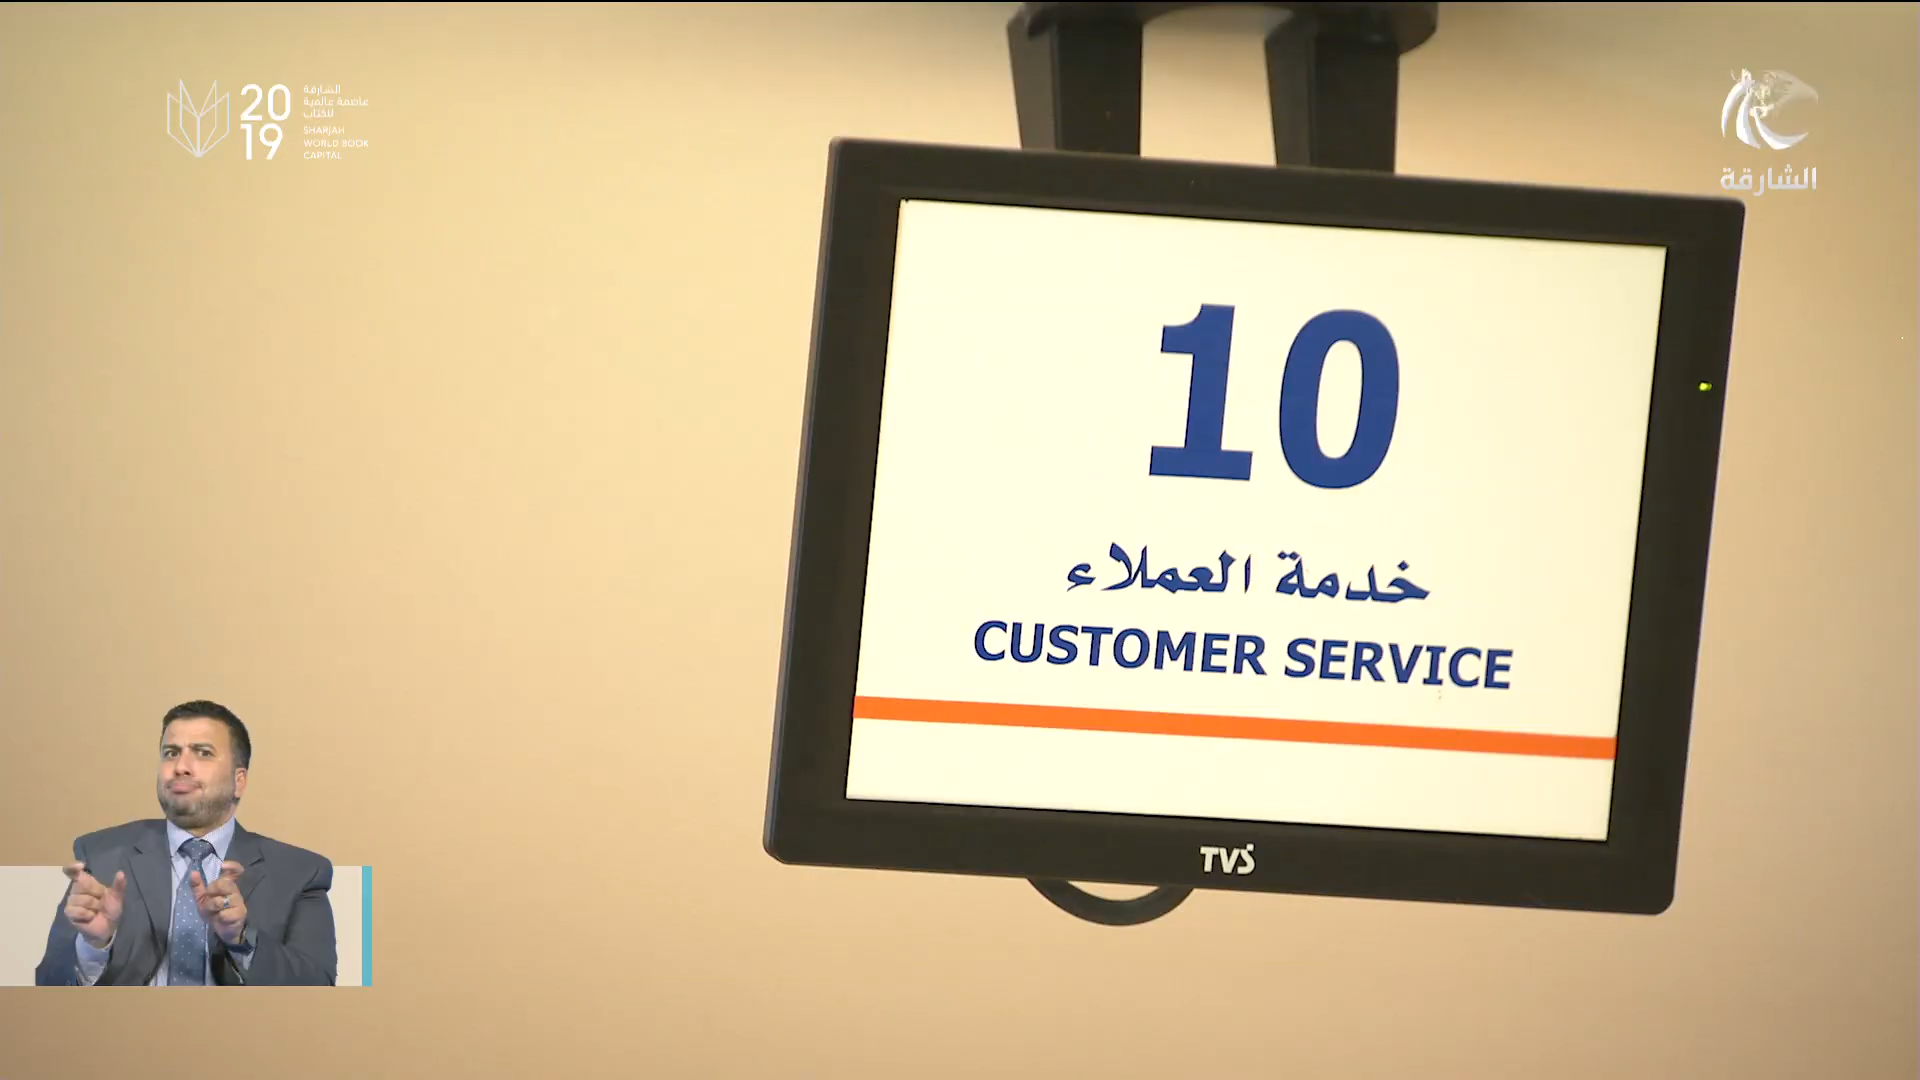 2019
الشارقة
عاصمة عالمية
للكتاب
SHARJAH
WORLD BOOK
CAPITAL
الشارقة
10
خدمة العملاء
CUSTOMER SERVICE
TVS